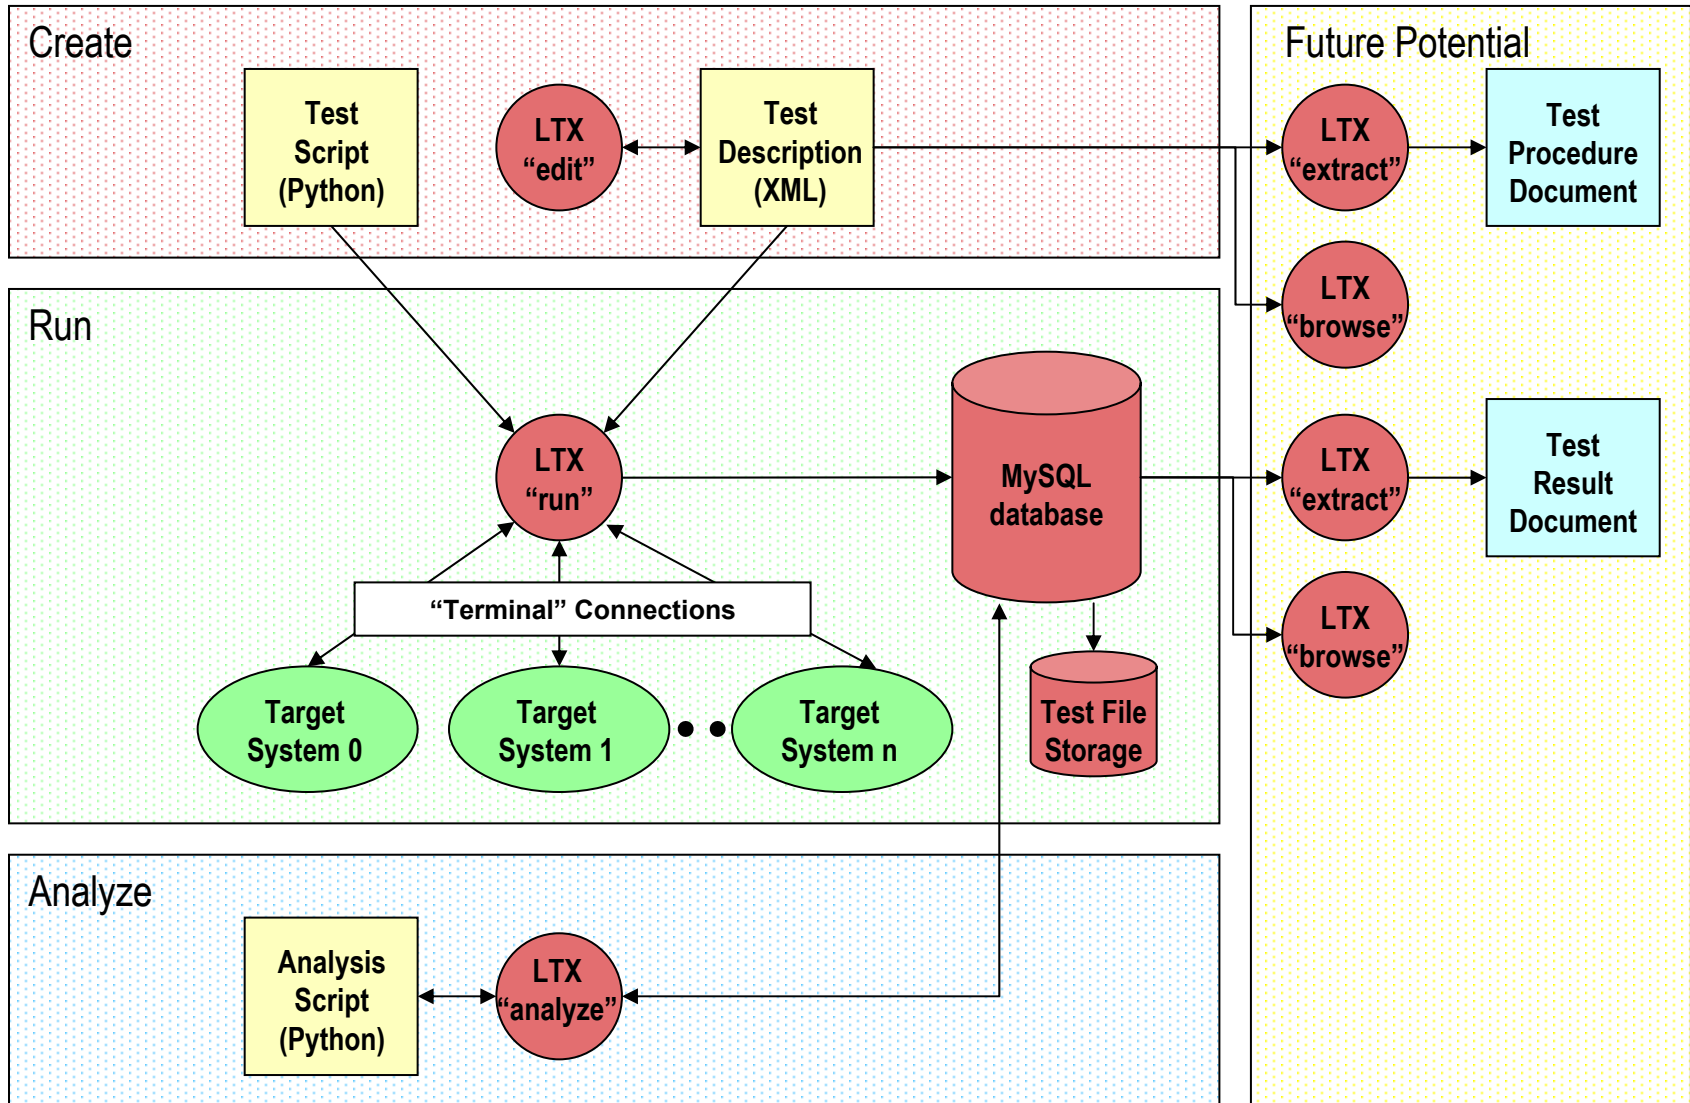 Create
Future Potential
Test
Script
(Python)
LTX
“edit”
Test
Description
(XML)
LTX
“extract”
Test
Procedure
Document
LTX
“browse”
Run
LTX
“run”
MySQL
database
LTX
“extract”
Test
Result
Document
“Terminal” Connections
LTX
“browse”
Target
System 0
Target
System 1
Target
System n
Test File
Storage
Analyze
Analysis
Script
(Python)
LTX
“analyze”